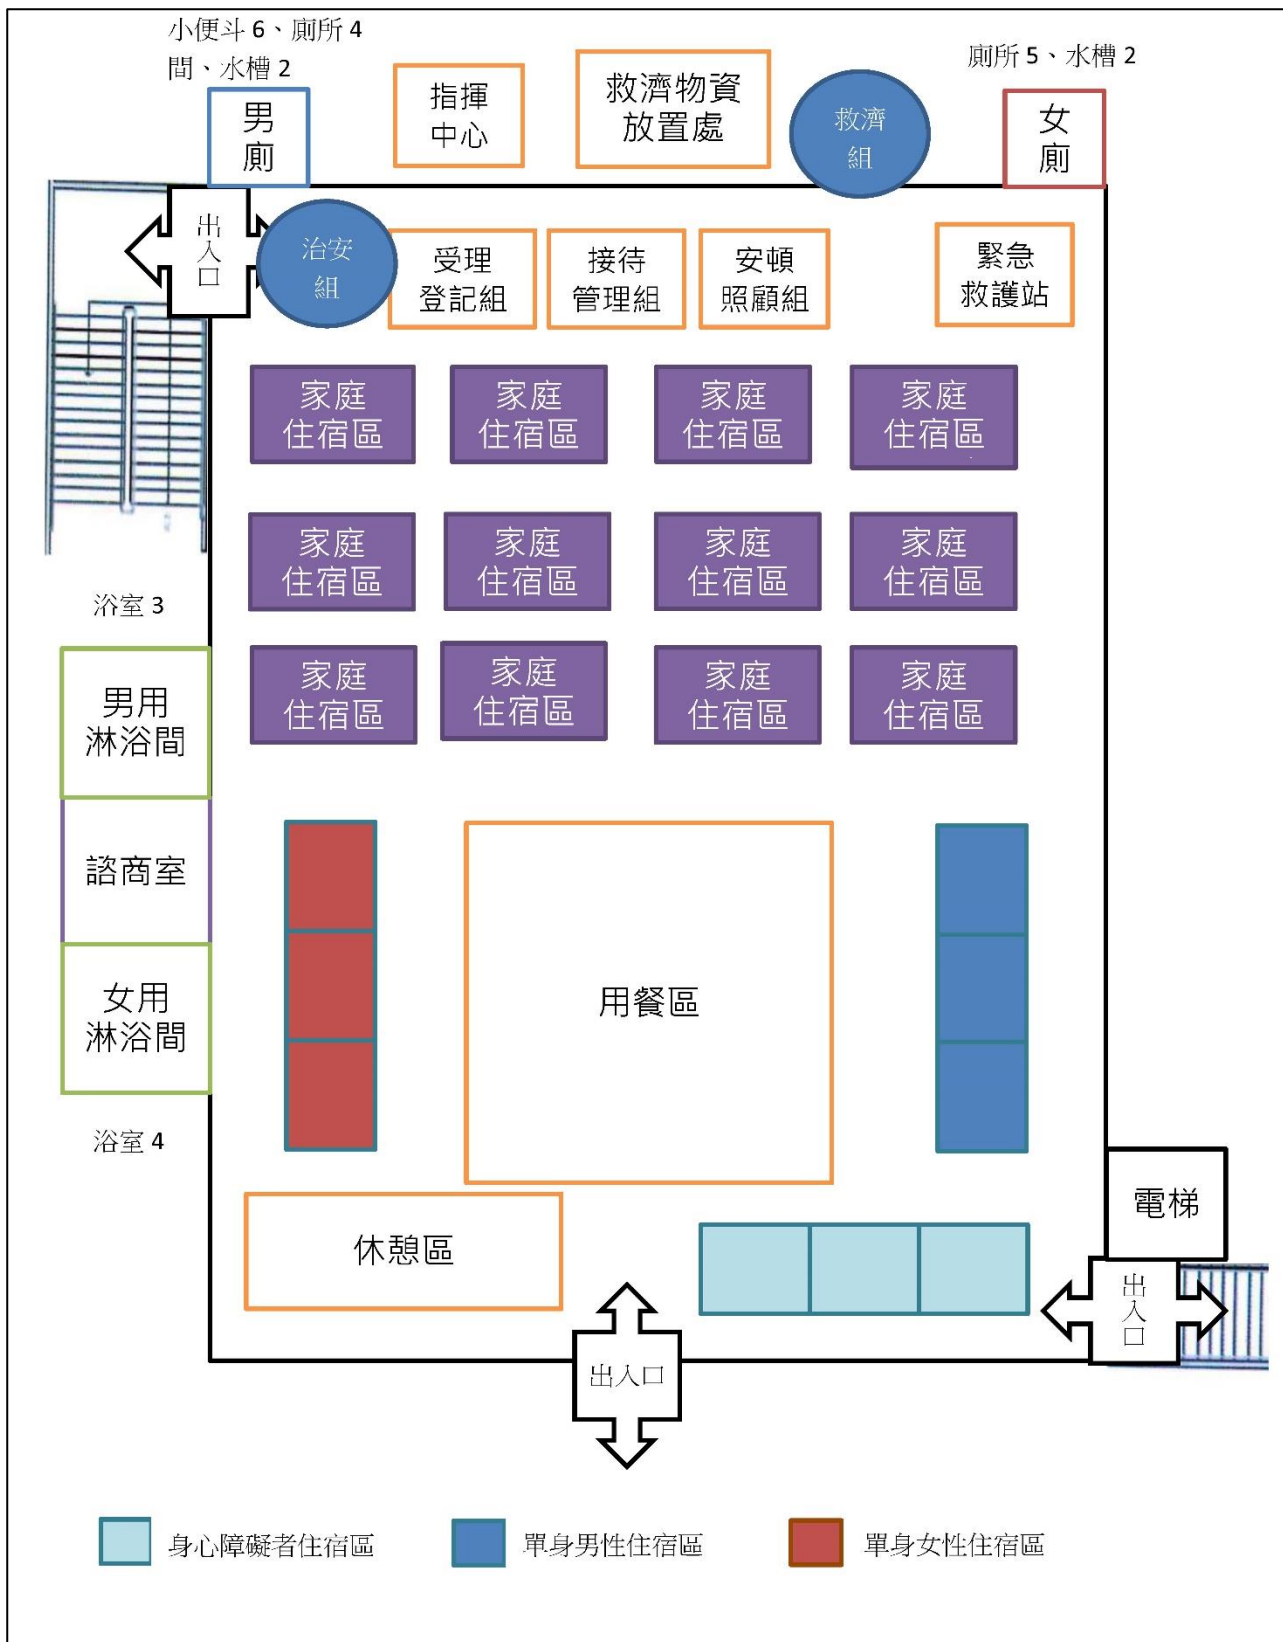 小便斗 6、廁所 4
間、水槽 2
廁所 5、水槽 2
男
廁
指揮
中心
救濟物資
放置處
救濟
組
女
廁
出
入
口
治安
組
受理
登記組
接待
管理組
安頓
照顧組
緊急
救護站
家庭
住宿區
家庭
住宿區
家庭
住宿區
家庭
住宿區
家庭
住宿區
家庭
住宿區
家庭
住宿區
家庭
住宿區
浴室 3
家庭
住宿區
家庭
住宿區
家庭
住宿區
家庭
住宿區
男用
淋浴間
諮商室
女用
淋浴間
浴室 4
用餐區
休憩區
電梯
出
入
口
出入口
身心障礙者住宿區
單身男性住宿區
單身女性住宿區